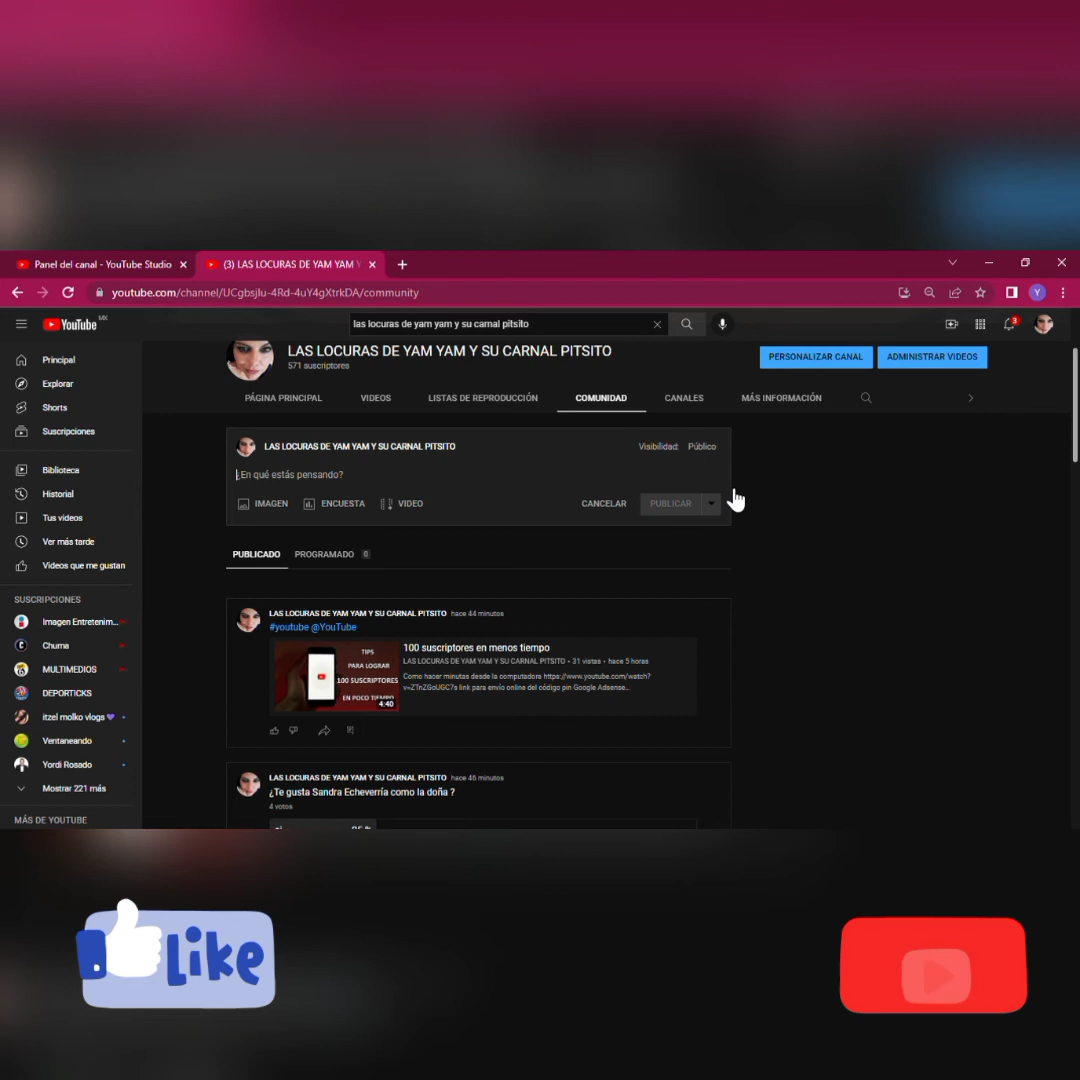 Panel del canal - YouTube Studio
(3) LAS LOCURAS DE YAM YAM Y
youtube.com/channel/UCgbsjlu-4Rd-4uY4gXtrkDA/community
Y
YouTube MX
las locuras de yam yam y su carnal pitsito
3
Principal
Explorar
Shorts
Suscripciones
Biblioteca
Historial
Tus videos
Ver más tarde
Videos que me gustan
SUSCRIPCIONES
Imagen Entretenim...
Chuma
MULTIMEDIOS
DEPORTICKS
itzel molko vlogs 💜
Ventaneando
Yordi Rosado
Mostrar 221 más
MÁS DE YOUTUBE
LAS LOCURAS DE YAM YAM Y SU CARNAL PITSITO
571 suscriptores
PERSONALIZAR CANAL
ADMINISTRAR VIDEOS
PÁGINA PRINCIPAL VIDEOS LISTAS DE REPRODUCCIÓN COMUNIDAD CANALES MÁS INFORMACIÓN
LAS LOCURAS DE YAM YAM Y SU CARNAL PITSITO
Visibilidad: Público
¿En qué estás pensando?
IMAGEN ENCUESTA VIDEO CANCELAR PUBLICAR
PUBLICADO PROGRAMADO 0
LAS LOCURAS DE YAM YAM Y SU CARNAL PITSITO hace 44 minutos
#youtube @YouTube
TIPS
PARA LOGRAR
100 SUSCRIPTORES
EN POCO TIEMPO
4:40
100 suscriptores en menos tiempo
LAS LOCURAS DE YAM YAM Y SU CARNAL PITSITO • 31 vistas • hace 5 horas
Como hacer minutos desde la computadora https://www.youtube.com/watch?
v=ZTnZGoUGC7s link para envío online del código pin Google Adsense...
LAS LOCURAS DE YAM YAM Y SU CARNAL PITSITO hace 46 minutos
¿Te gusta Sandra Echeverría como la doña ?
4 votos
Like